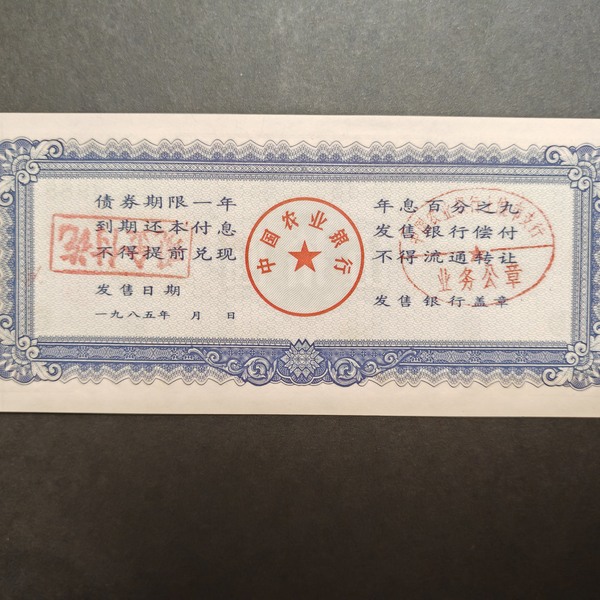 债券期限一年
到期还本付息
不得提前兑现
发售日期
一九八五年 月 日
中国农业银行
年息百分之九
发售银行偿付
不得流通转让
发售银行盖章
业务公章